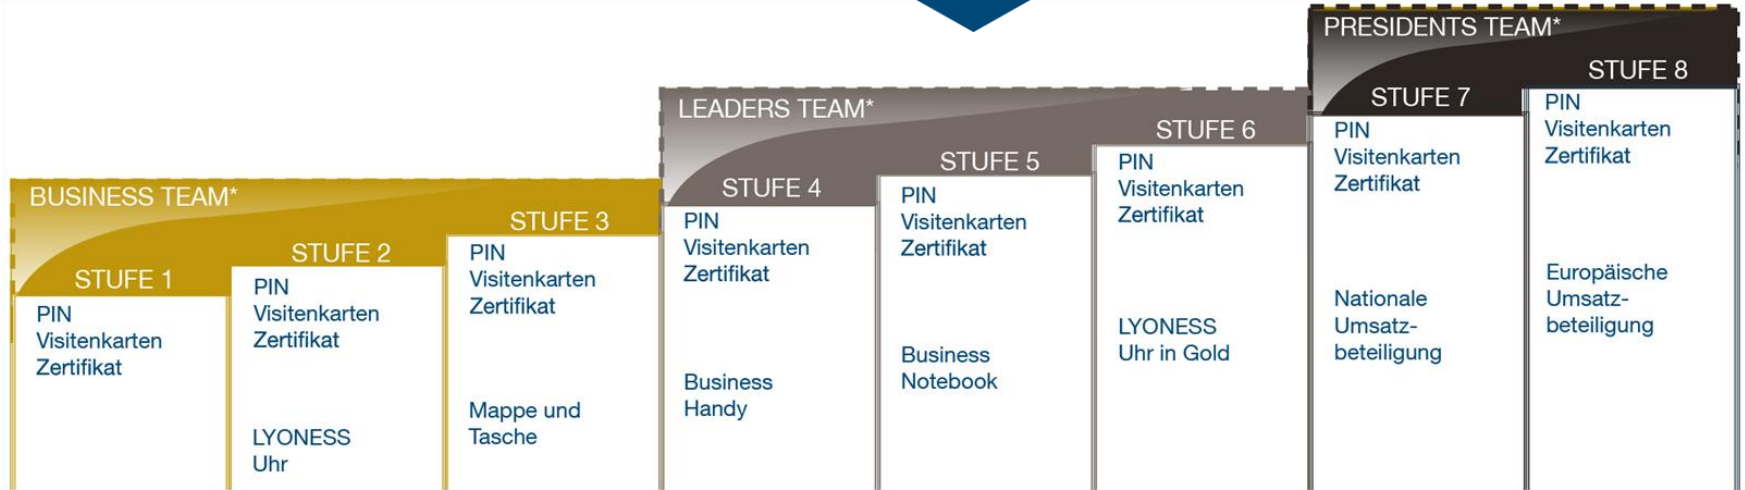 BUSINESS TEAM*
STUFE 1
PIN
Visitenkarten
Zertifikat
STUFE 2
PIN
Visitenkarten
Zertifikat
LYONESS
Uhr
STUFE 3
PIN
Visitenkarten
Zertifikat
Mappe und
Tasche
LEADERS TEAM*
STUFE 4
PIN
Visitenkarten
Zertifikat
Business
Handy
STUFE 5
PIN
Visitenkarten
Zertifikat
Business
Notebook
STUFE 6
PIN
Visitenkarten
Zertifikat
LYONESS
Uhr in Gold
PRESIDENTS TEAM*
STUFE 7
PIN
Visitenkarten
Zertifikat
Nationale
Umsatz-
beteiligung
STUFE 8
PIN
Visitenkarten
Zertifikat
Europäische
Umsatz-
beteiligung